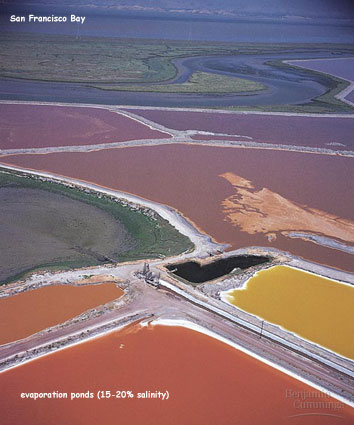 San Francisco Bay
evaporation ponds (15-20% salinity)
Benjamin
Cummings